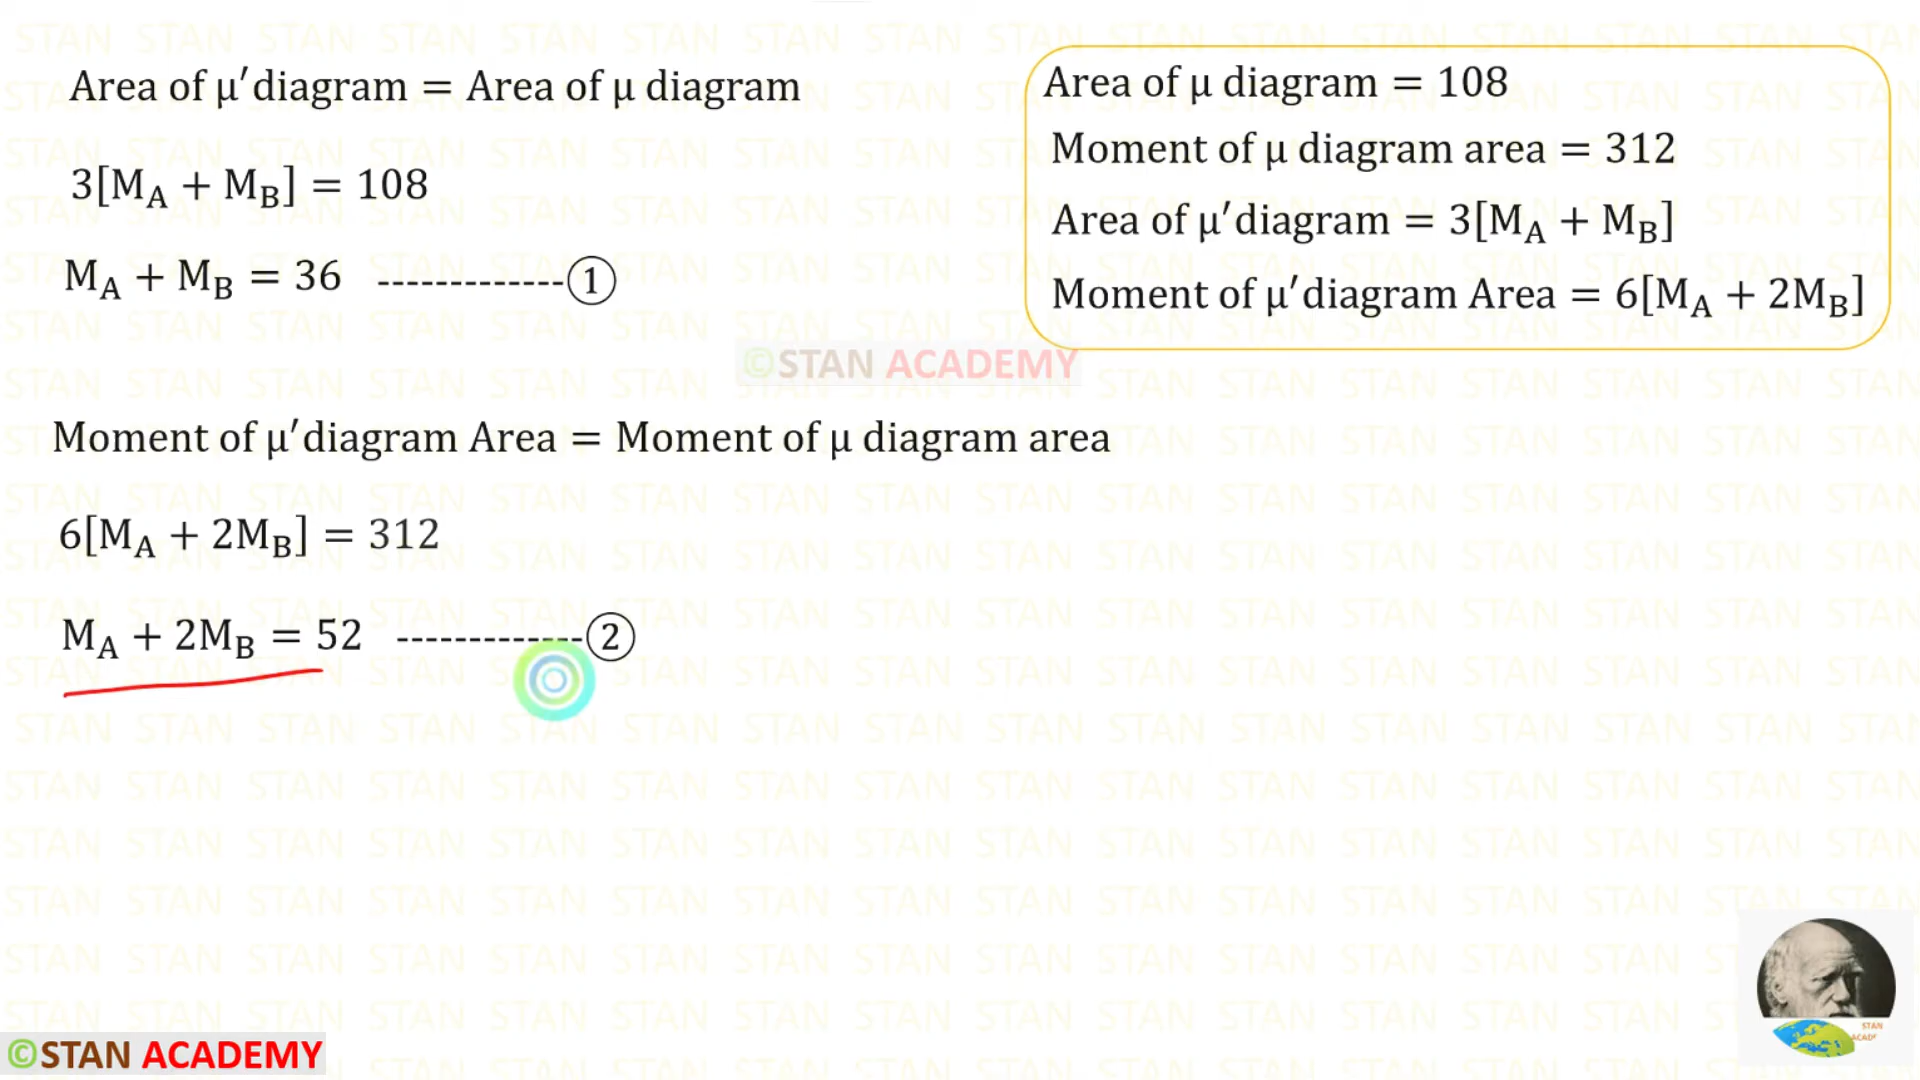 Area of μ′diagram = Area of μ diagram
3[M_A + M_B] = 108
M_A + M_B = 36 -------------①
Moment of μ′diagram Area = Moment of μ diagram area
6[M_A + 2M_B] = 312
M_A + 2M_B = 52 -------------②
Area of μ diagram = 108
Moment of μ diagram area = 312
Area of μ′diagram = 3[M_A + M_B]
Moment of μ′diagram Area = 6[M_A + 2M_B]
©STAN ACADEMY
©STAN ACADEMY
STAN